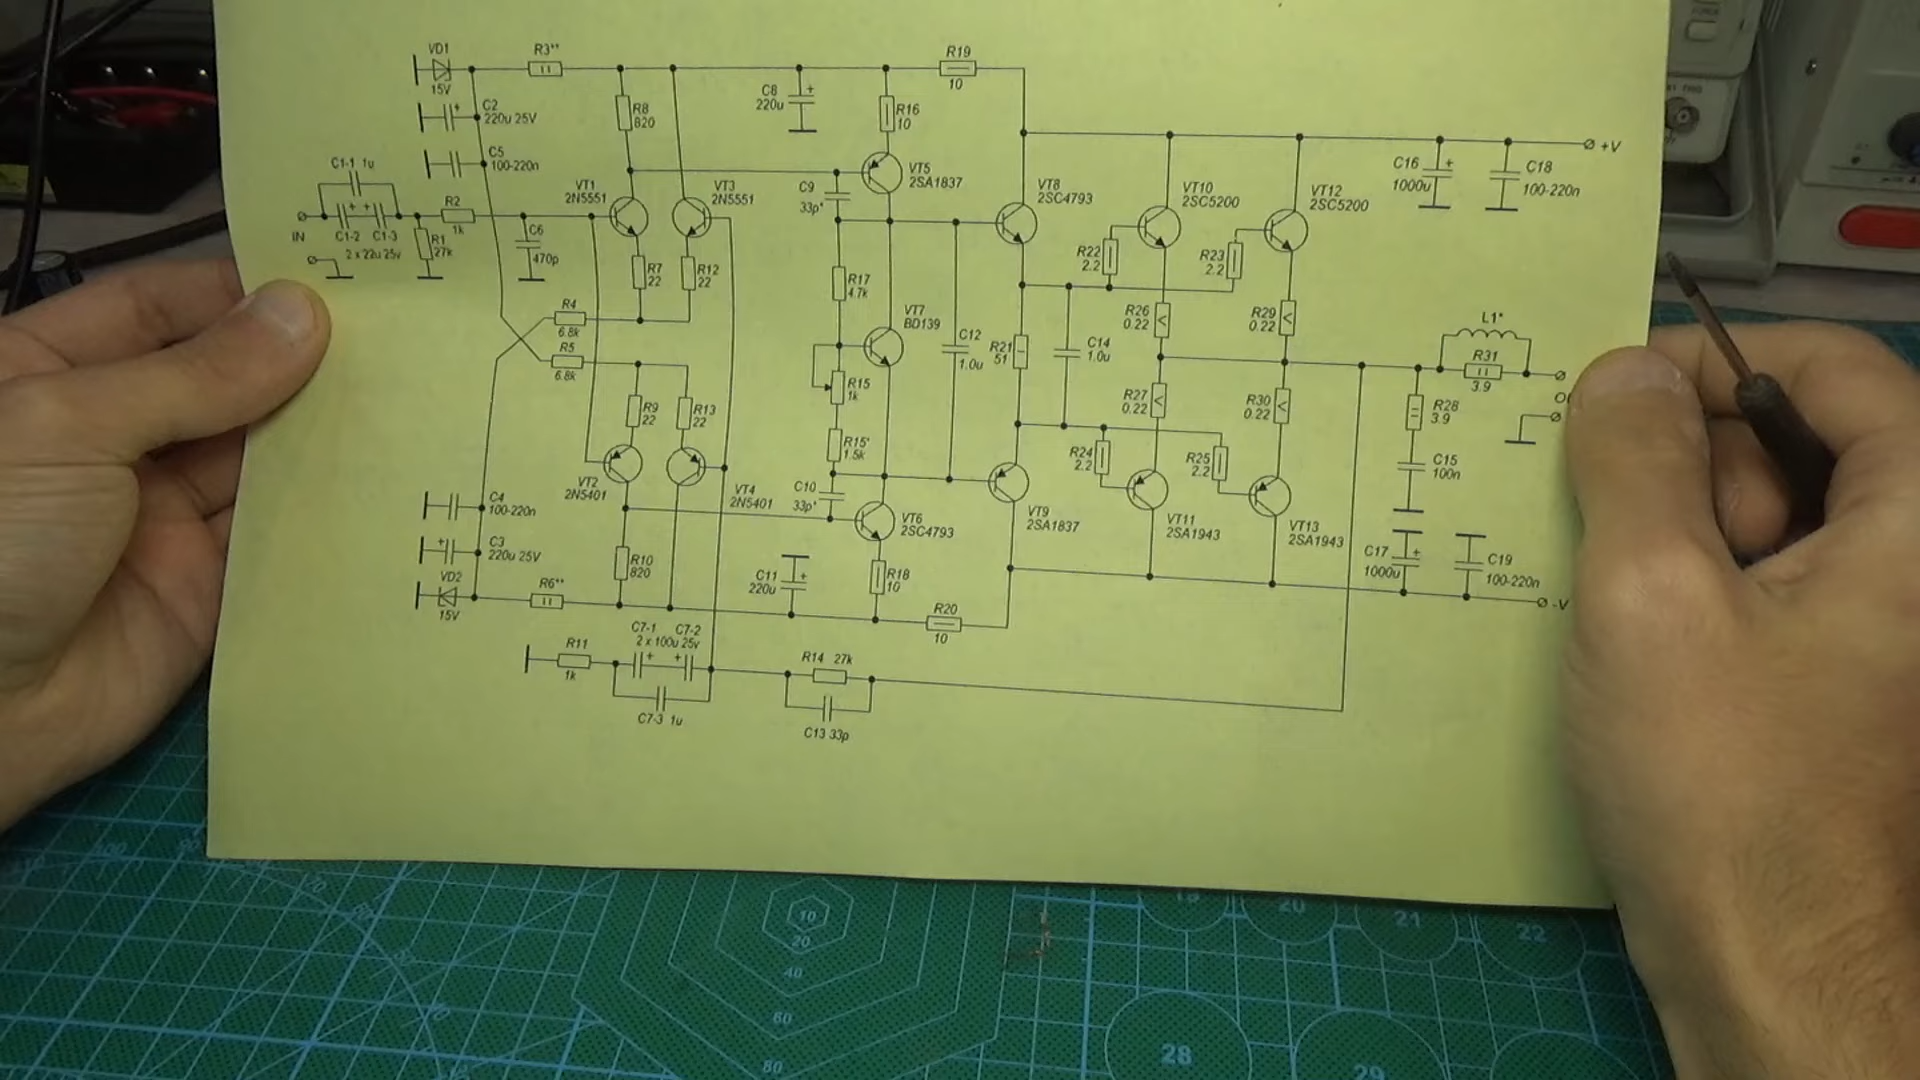 VD1
15V
R3**
C2
220u 25V
C5
100-220n
R8
820
C8
220u
+
R16
10
R19
10
C1-1 1u
+ +
C1-2 C1-3
2 x 22u 25v
IN
R1
27k
R2
1k
C6
470p
VT1
2N5551
VT3
2N5551
R7
22
R12
22
C9
33p*
VT5
2SA1837
VT8
2SC4793
VT10
2SC5200
VT12
2SC5200
C16
1000u
+
C18
100-220n
+V
R4
6.8k
R5
6.8k
R17
4.7k
VT7
BD139
R15
1k
R15'
1.5k
C12
1.0u
R21
51
C14
1.0u
R22
2.2
R23
2.2
R26
0.22
R29
0.22
R27
0.22
R30
0.22
L1*
R31
3.9
R28
3.9
C15
100n
R9
22
R13
22
VT2
2N5401
VT4
2N5401
C10
33p*
VT6
2SC4793
VT9
2SA1837
R24
2.2
R25
2.2
VT11
2SA1943
VT13
2SA1943
C17
1000u
+
C19
100-220n
-V
C4
100-220n
C3
220u 25V
+
VD2
15V
R6**
R10
820
C11
220u
+
R18
10
R20
10
R11
1k
C7-1 C7-2
2 x 100u 25v
+ +
C7-3 1u
R14 27k
C13 33p
10
20
40
60
80
20
21
22
28
29